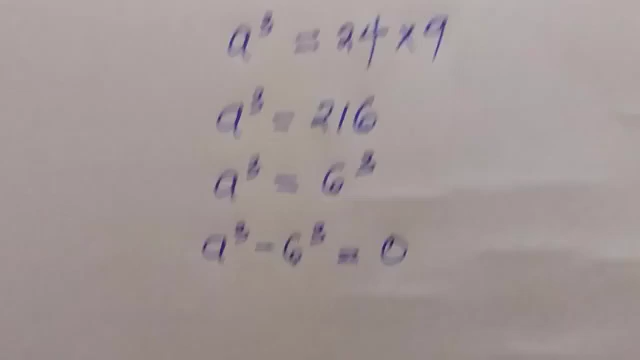 a³ = 24×9
a³ = 216
a³ = 6³
a³ - 6³ = 0